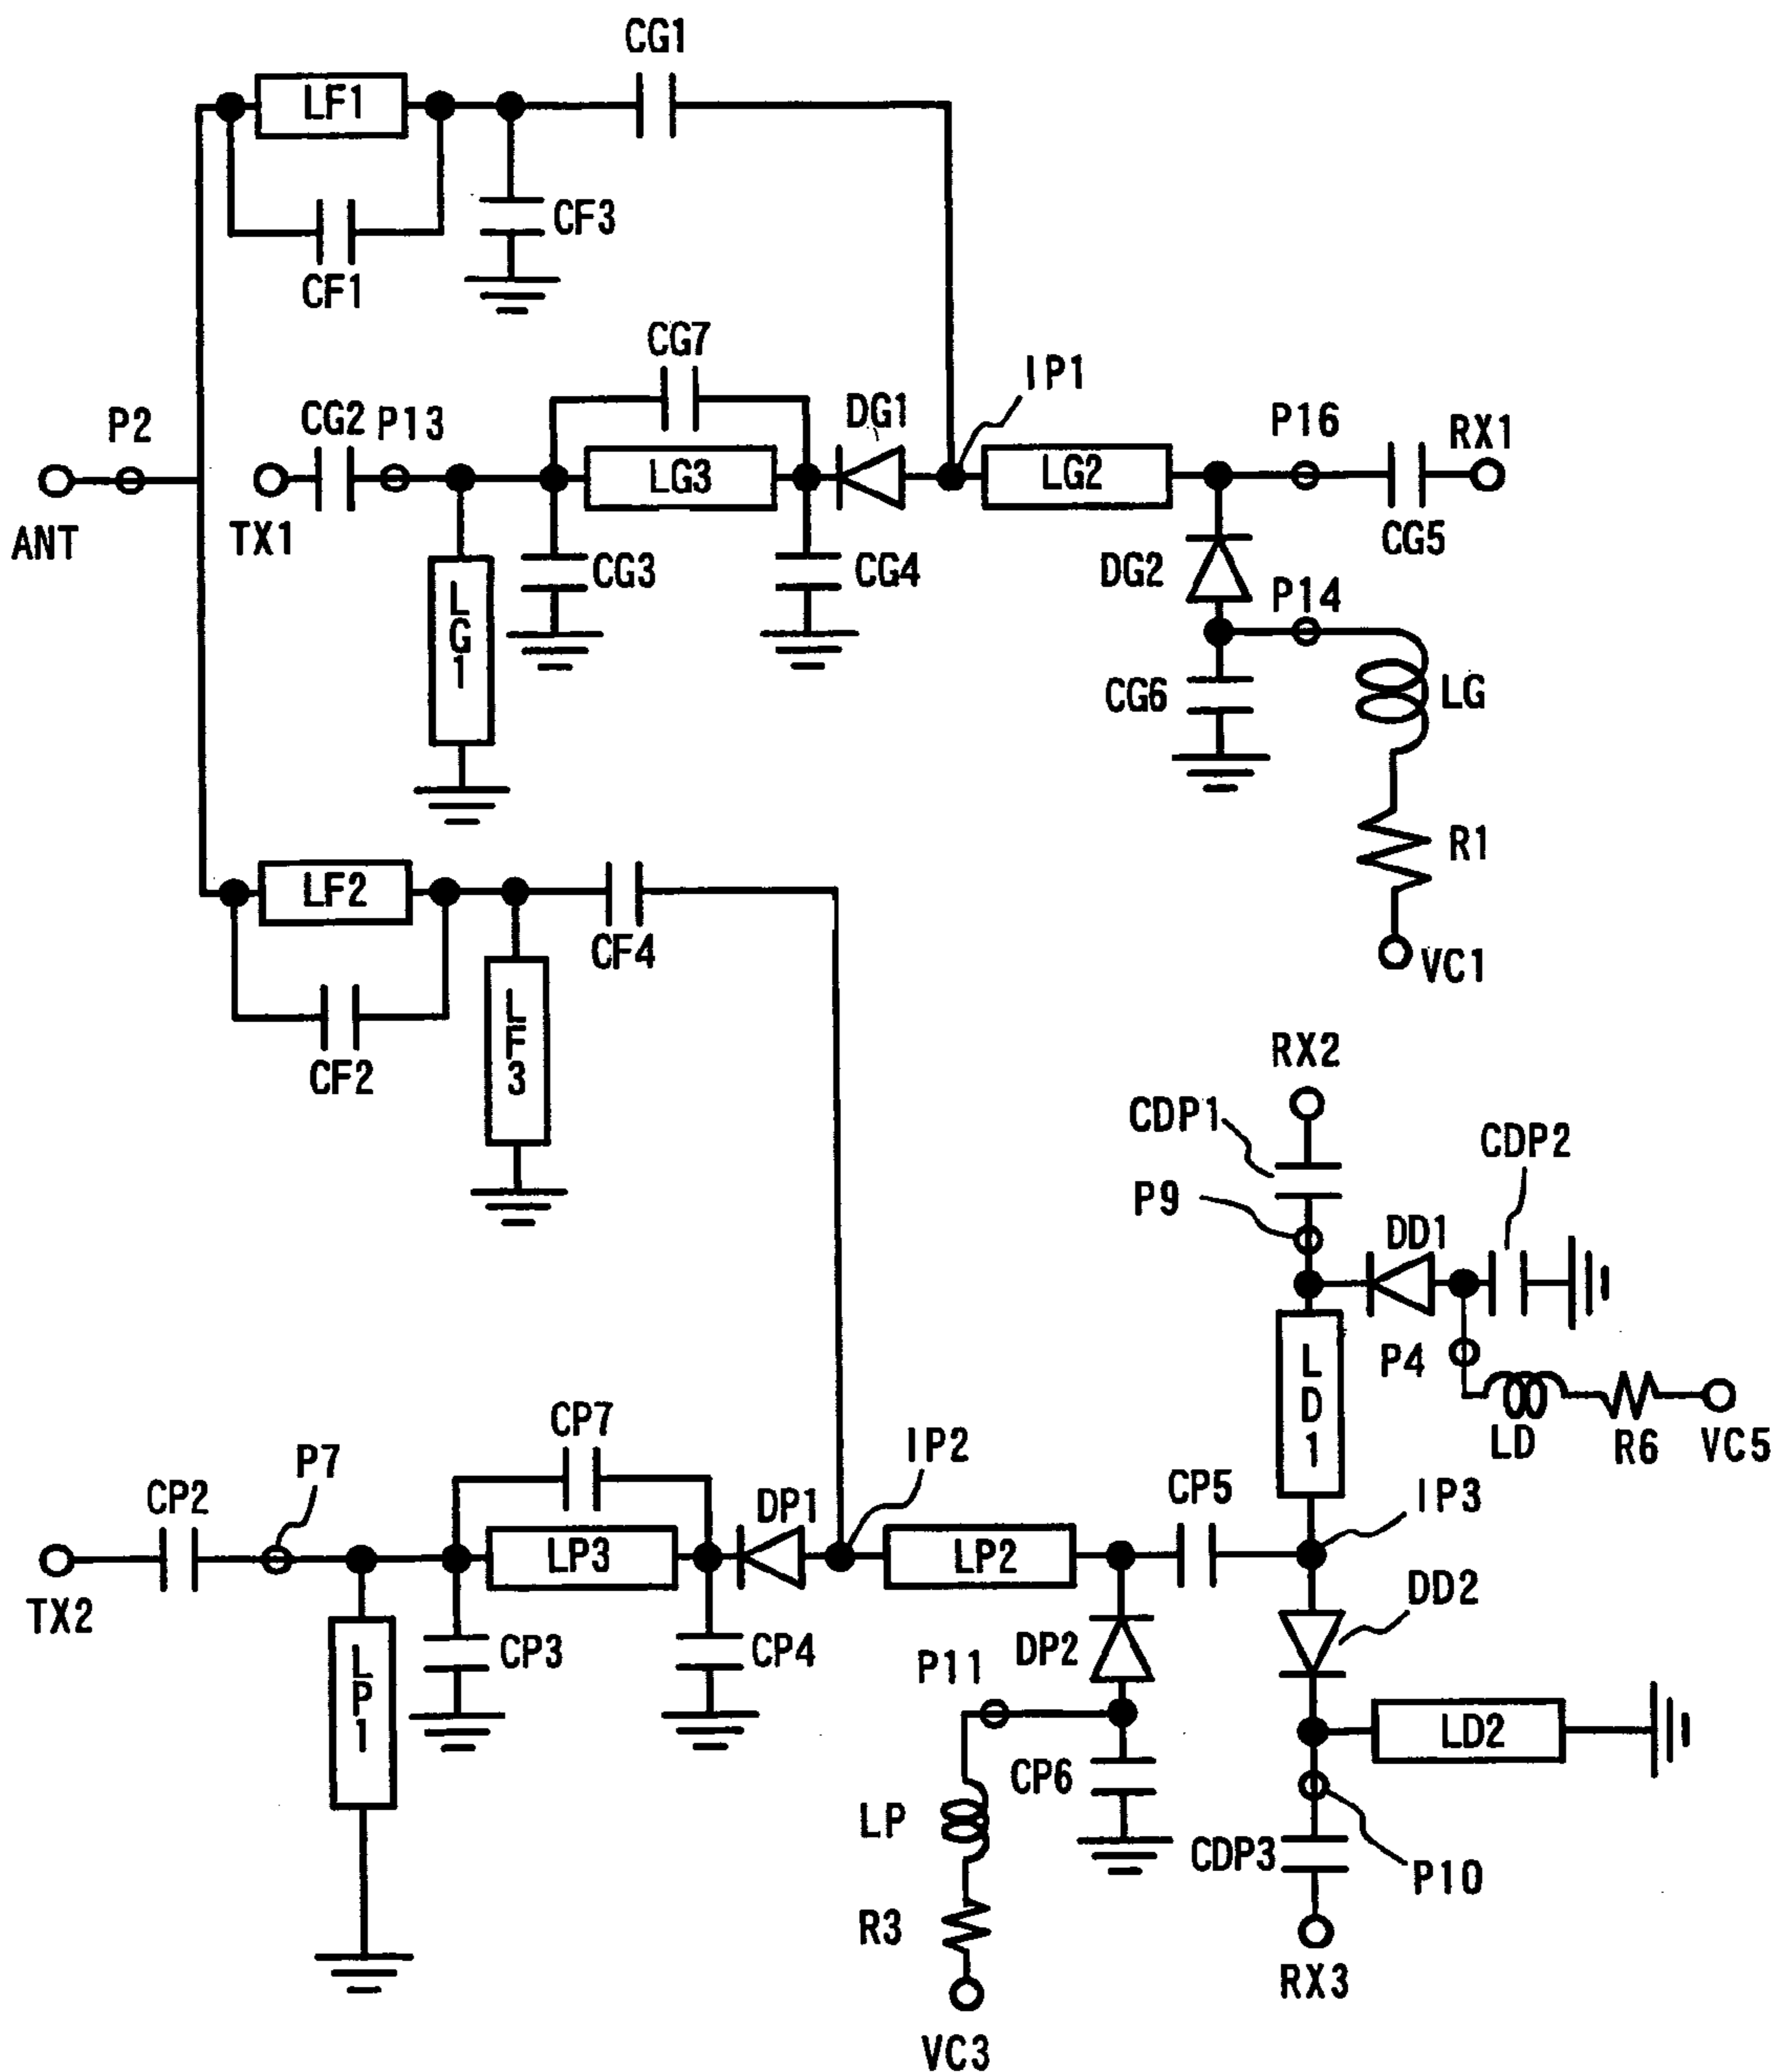 CG1
LF1
CF3
CF1
CG7
IP1
DG1
P2
CG2
P13
P16
RX1
LG3
LG2
ANT
TX1
CG5
CG3
CG4
DG2
P14
LG1
CG6
LG
R1
LF2
CF4
VC1
LF3
CF2
RX2
CDP1
CDP2
P9
DD1
LD1
P4
CP7
IP2
LD
R6
VC5
P7
CP2
DP1
CP5
IP3
LP3
LP2
DD2
TX2
CP3
CP4
P11
DP2
LP1
LD2
CP6
LP
CDP3
P10
R3
RX3
VC3